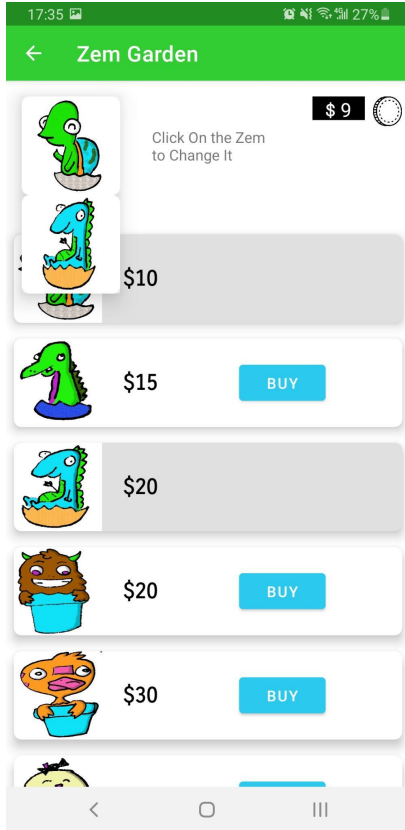 17:35 27%
Zem Garden
$ 9
Click On the Zem
to Change It
$10
$15 BUY
$20
$20 BUY
$30 BUY